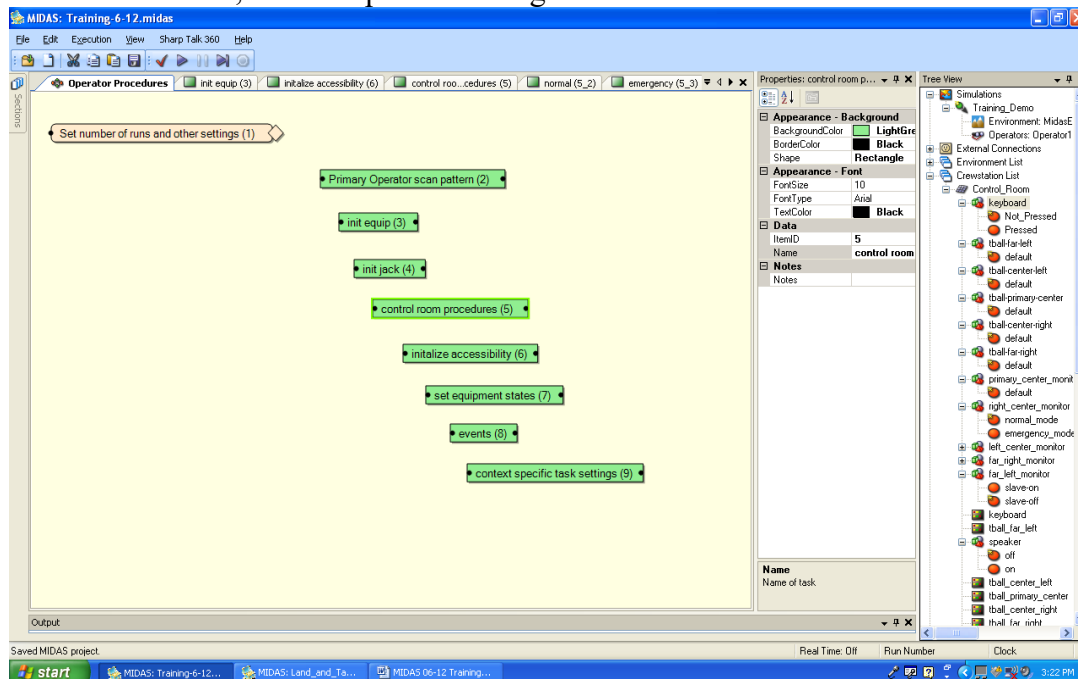 MIDAS: Training-6-12.midas
File Edit Execution View Sharp Talk 360 Help
Operator Procedures init equip (3) initalize accessibility (6) control roo...cedures (5) normal (5_2) emergency (5_3)
Sections
Set number of runs and other settings (1)
Primary Operator scan pattern (2)
init equip (3)
init jack (4)
control room procedures (5)
initalize accessibility (6)
set equipment states (7)
events (8)
context specific task settings (9)
Properties: control room p...
Appearance - Background
BackgroundColor LightGre
BorderColor Black
Shape Rectangle
Appearance - Font
FontSize 10
FontType Arial
TextColor Black
Data
ItemID 5
Name control room
Notes
Notes
Name
Name of task
Tree View
Simulations
Training_Demo
Environment: MidasE
Operators: Operator1
External Connections
Environment List
Crewstation List
Control_Room
keyboard
Not_Pressed
Pressed
tball-far-left
default
tball-center-left
default
tball-primary-center
default
tball-center-right
default
tball-far-right
default
primary_center_monit
default
right_center_monitor
normal_mode
emergency_mode
left_center_monitor
far_right_monitor
far_left_monitor
slave-on
slave-off
keyboard
tball_far_left
speaker
off
on
tball_center_left
tball_primary_center
tball_center_right
tball_far_right
Output
Saved MIDAS project.
Real Time: Off Run Number Clock
start MIDAS: Training-6-12... MIDAS: Land_and_Ta... MIDAS 06-12 Training... 3:22 PM